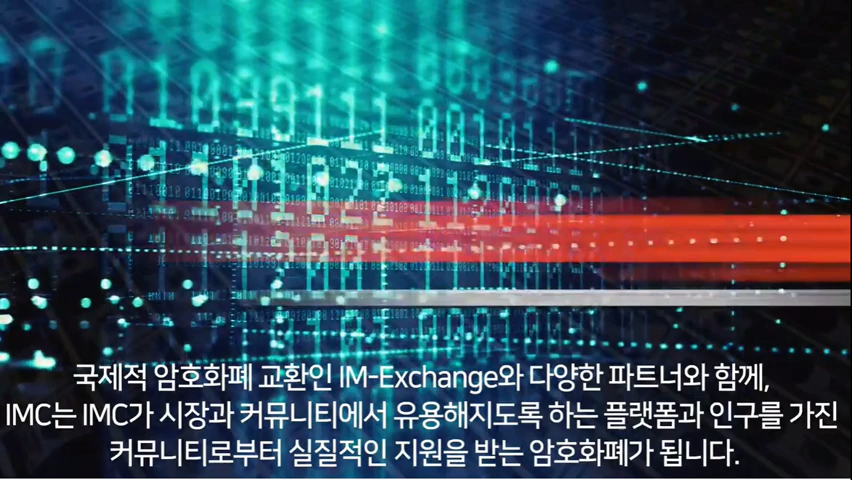 국제적 암호화폐 교환인 IM-Exchange와 다양한 파트너와 함께,
IMC는 IMC가 시장과 커뮤니티에서 유용해지도록 하는 플랫폼과 인구를 가진
커뮤니티로부터 실질적인 지원을 받는 암호화폐가 됩니다.